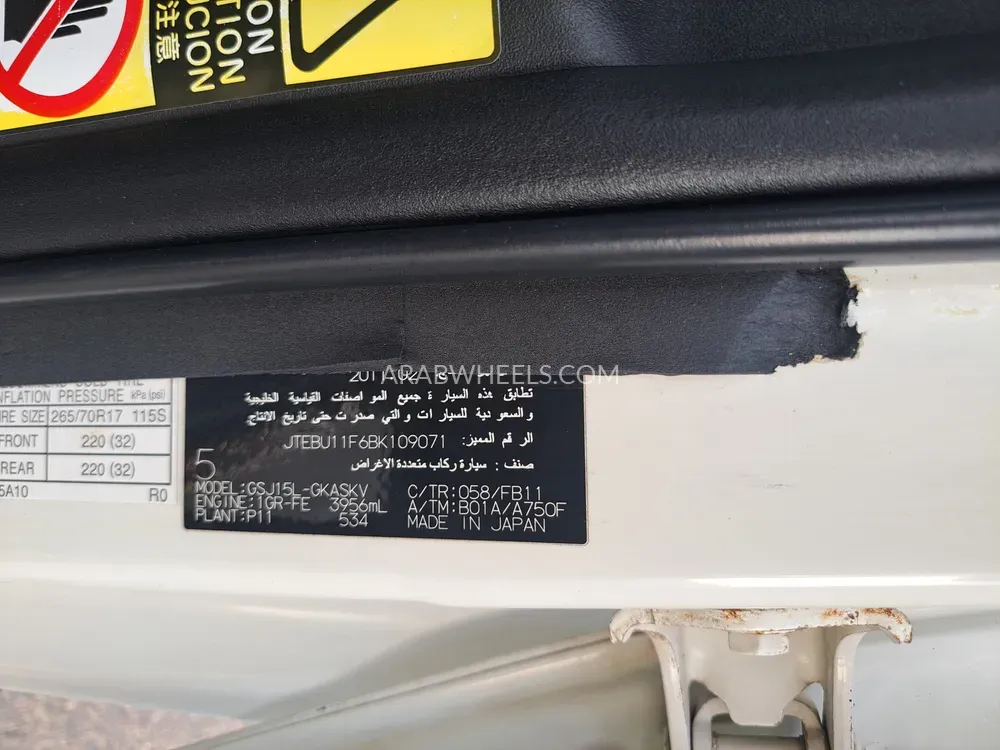 注意
CUCION
TION
ION
ARABWHEELS.COM
INFLATION PRESSURE kPa (psi)
SIZE 265/70R17 115S
FRONT 220 (32)
REAR 220 (32)
5A10 R0
تطابق هذه السيارة جميع المواصفات القياسية الخليجية
والسعودية للسيارات والتي صدرت حتى تاريخ الانتاج.
الرقم المميز: JTEBU11F6BK109071
صنف : سيارة ركاب متعددة الاغراض
5
MODEL:GSJ15L-GKASKV C/TR:058/FB11
ENGINE:1GR-FE 3956mL A/TM:B01A/A750F
PLANT:P11 534 MADE IN JAPAN